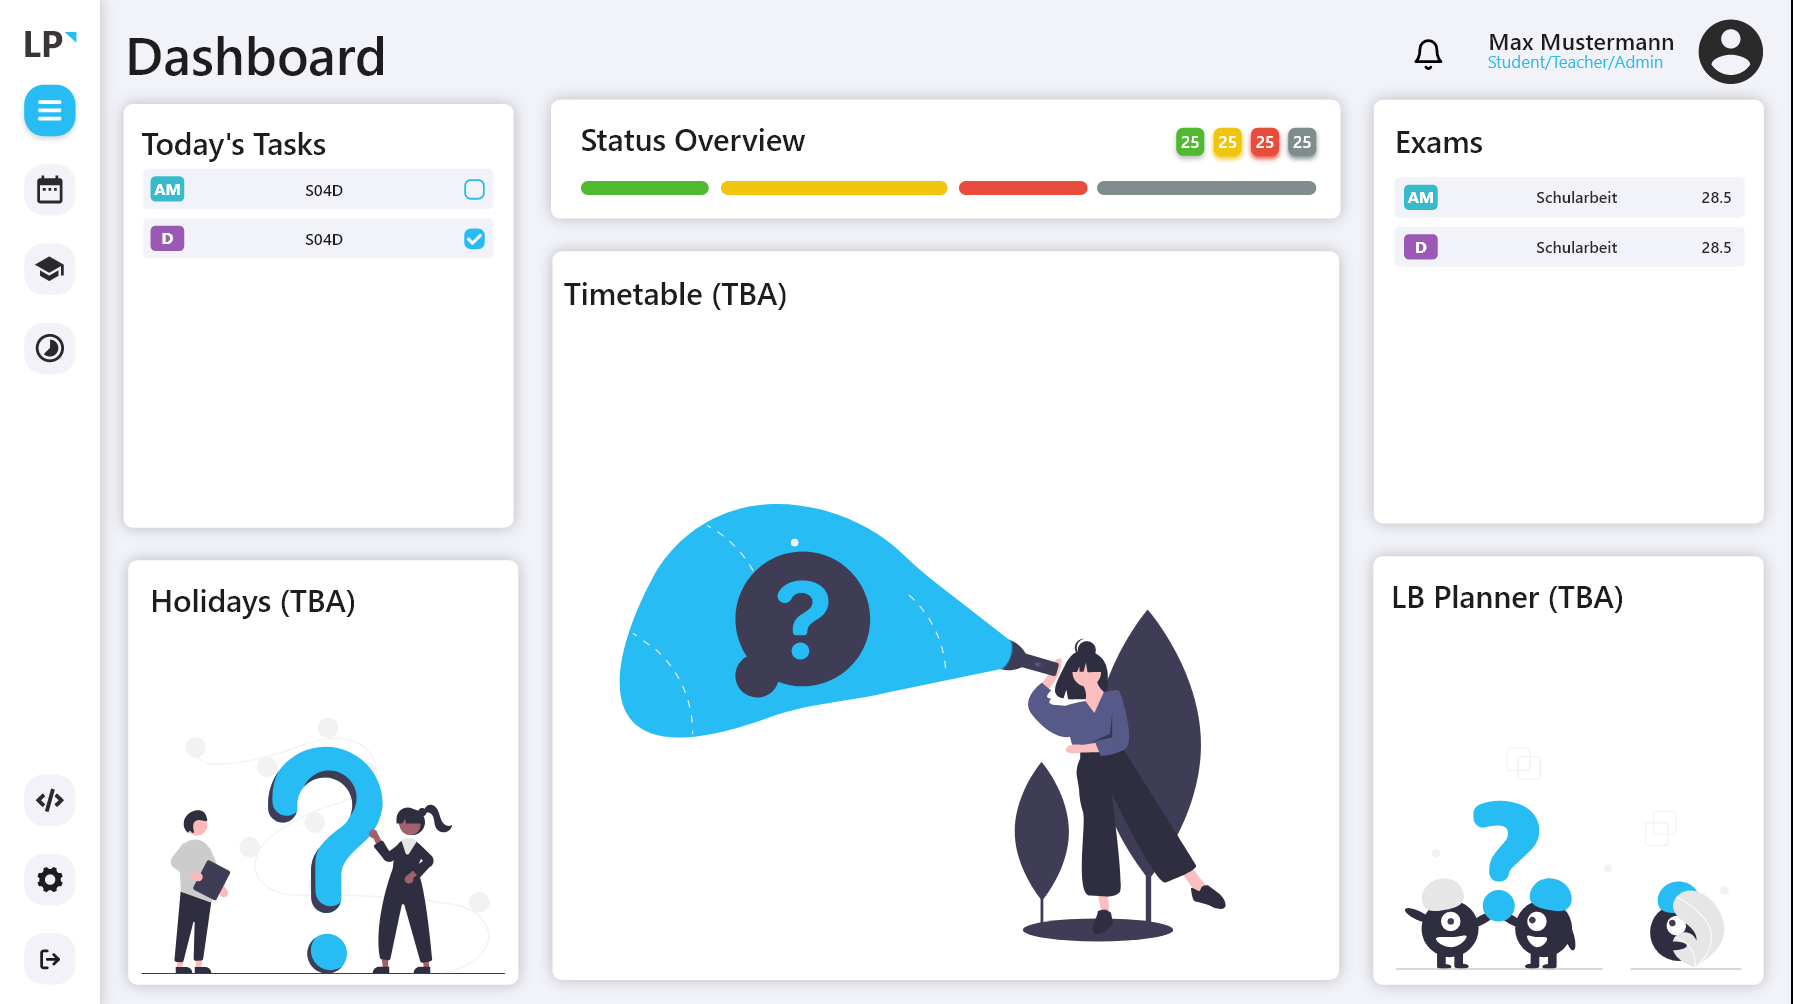 LP
Dashboard
Max Mustermann
Student/Teacher/Admin
Today's Tasks
AM S04D
D S04D
Status Overview
25 25 25 25
Exams
AM Schularbeit 28.5
D Schularbeit 28.5
Timetable (TBA)
?
Holidays (TBA)
?
LB Planner (TBA)
?